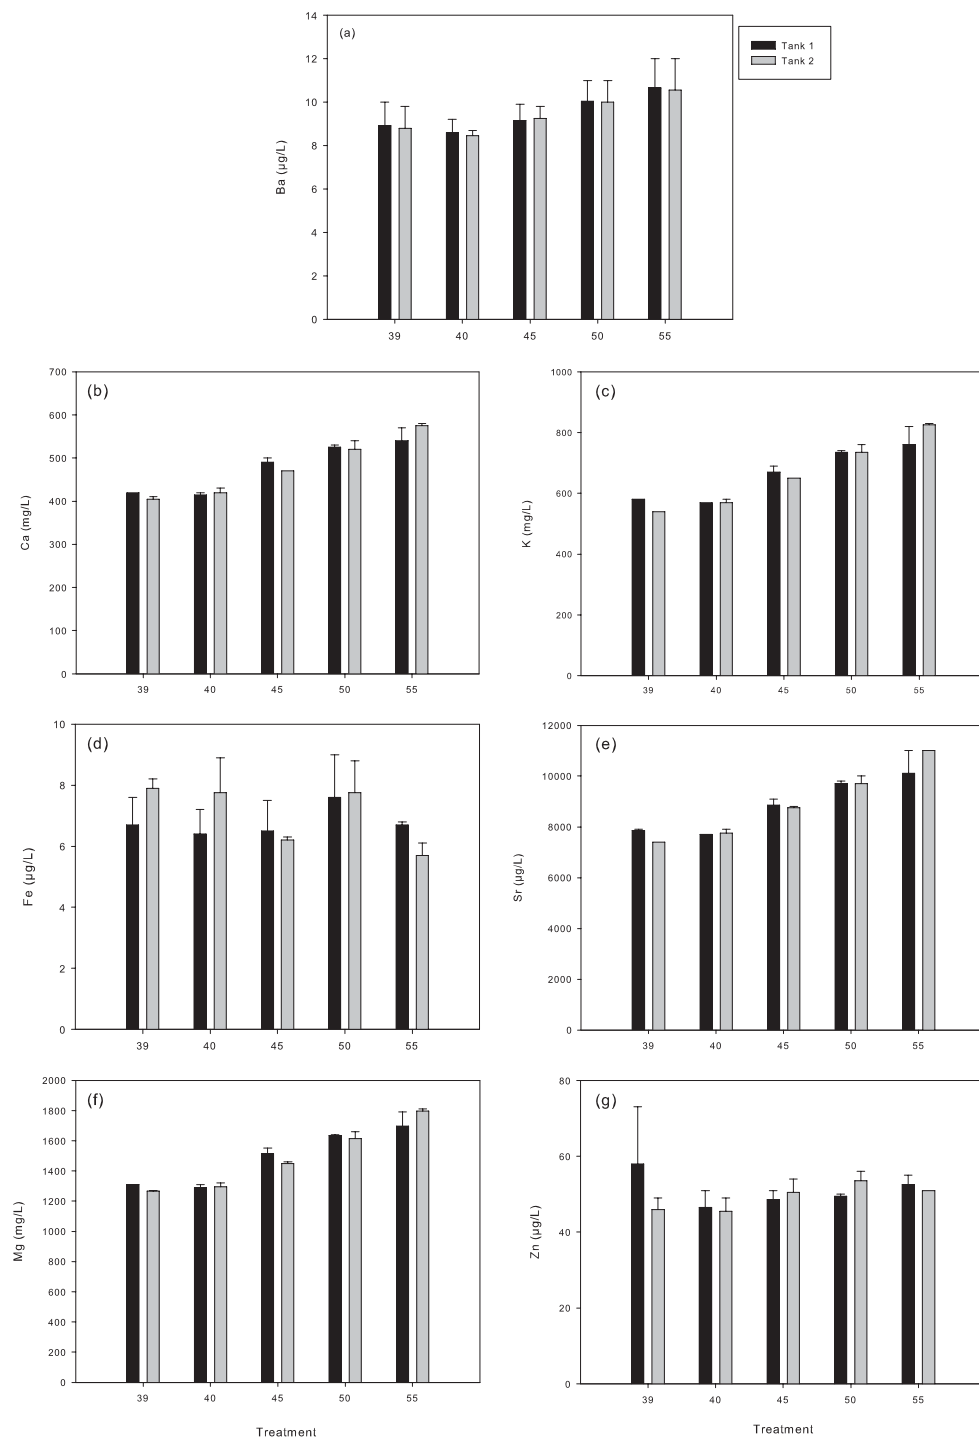 (a)
Tank 1
Tank 2
14
12
10
8
6
4
2
0
Ba (µg/L)
39 40 45 50 55
(b)
700
600
500
400
300
200
100
0
Ca (mg/L)
39 40 45 50 55
(c)
1000
800
600
400
200
0
K (mg/L)
39 40 45 50 55
(d)
10
8
6
4
2
0
Fe (µg/L)
39 40 45 50 55
(e)
12000
10000
8000
6000
4000
2000
0
Sr (µg/L)
39 40 45 50 55
(f)
2000
1800
1600
1400
1200
1000
800
600
400
200
0
Mg (mg/L)
39 40 45 50 55
Treatment
(g)
80
60
40
20
0
Zn (µg/L)
39 40 45 50 55
Treatment